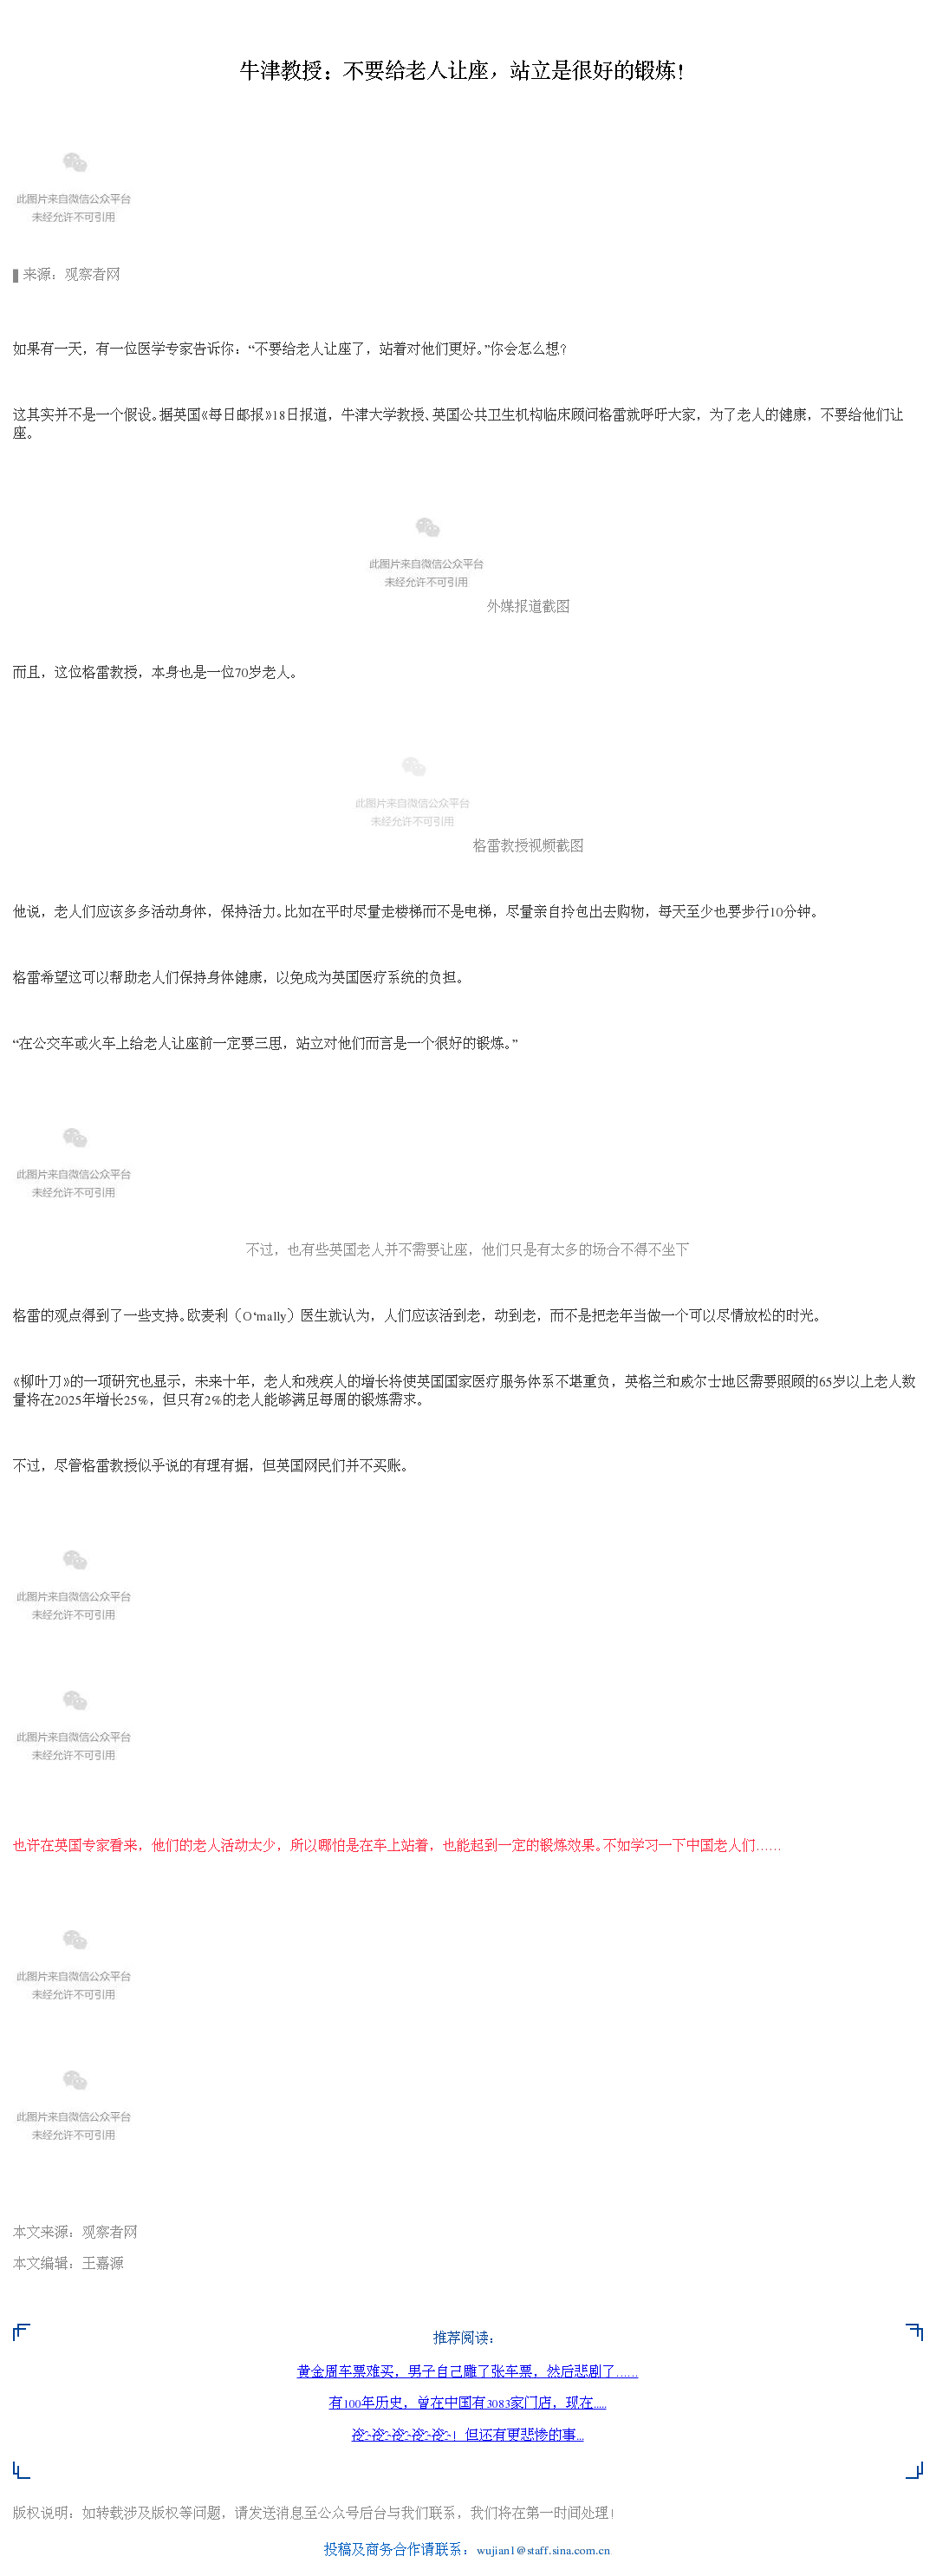 牛津教授：不要给老人让座，站立是很好的锻炼！
此图片来自微信公众平台
未经允许不可引用
来源：观察者网
如果有一天，有一位医学专家告诉你：“不要给老人让座了，站着对他们更好。”你会怎么想？
这其实并不是一个假设。据英国《每日邮报》18日报道，牛津大学教授、英国公共卫生机构临床顾问格雷就呼吁大家，为了老人的健康，不要给他们让
座。
此图片来自微信公众平台
未经允许不可引用
外媒报道截图
而且，这位格雷教授，本身也是一位70岁老人。
此图片来自微信公众平台
未经允许不可引用
格雷教授视频截图
他说，老人们应该多多活动身体，保持活力。比如在平时尽量走楼梯而不是电梯，尽量亲自拎包出去购物，每天至少也要步行10分钟。
格雷希望这可以帮助老人们保持身体健康，以免成为英国医疗系统的负担。
“在公交车或火车上给老人让座前一定要三思，站立对他们而言是一个很好的锻炼。”
此图片来自微信公众平台
未经允许不可引用
不过，也有些英国老人并不需要让座，他们只是有太多的场合不得不坐下
格雷的观点得到了一些支持。欧麦利（O‘mally）医生就认为，人们应该活到老，动到老，而不是把老年当做一个可以尽情放松的时光。
《柳叶刀》的一项研究也显示，未来十年，老人和残疾人的增长将使英国国家医疗服务体系不堪重负，英格兰和威尔士地区需要照顾的65岁以上老人数
量将在2025年增长25%，但只有2%的老人能够满足每周的锻炼需求。
不过，尽管格雷教授似乎说的有理有据，但英国网民们并不买账。
此图片来自微信公众平台
未经允许不可引用
此图片来自微信公众平台
未经允许不可引用
也许在英国专家看来，他们的老人活动太少，所以哪怕是在车上站着，也能起到一定的锻炼效果。不如学习一下中国老人们……
此图片来自微信公众平台
未经允许不可引用
此图片来自微信公众平台
未经允许不可引用
本文来源：观察者网
本文编辑：王嘉源
推荐阅读：
黄金周车票难买，男子自己雕了张车票，然后悲剧了……
有100年历史，曾在中国有3083家门店，现在.....
冷~冷~冷~冷~冷~！但还有更悲惨的事...
版权说明：如转载涉及版权等问题，请发送消息至公众号后台与我们联系，我们将在第一时间处理！
投稿及商务合作请联系：wujian1@staff.sina.com.cn